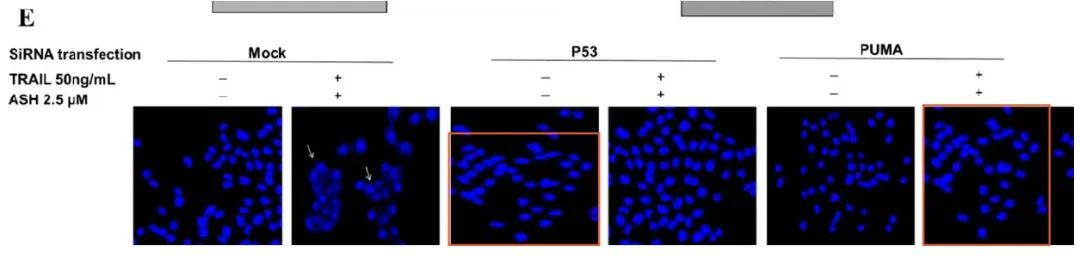 E
SiRNA transfection Mock P53 PUMA
TRAIL 50ng/mL – + – + – +
ASH 2.5 µM – + – + – +